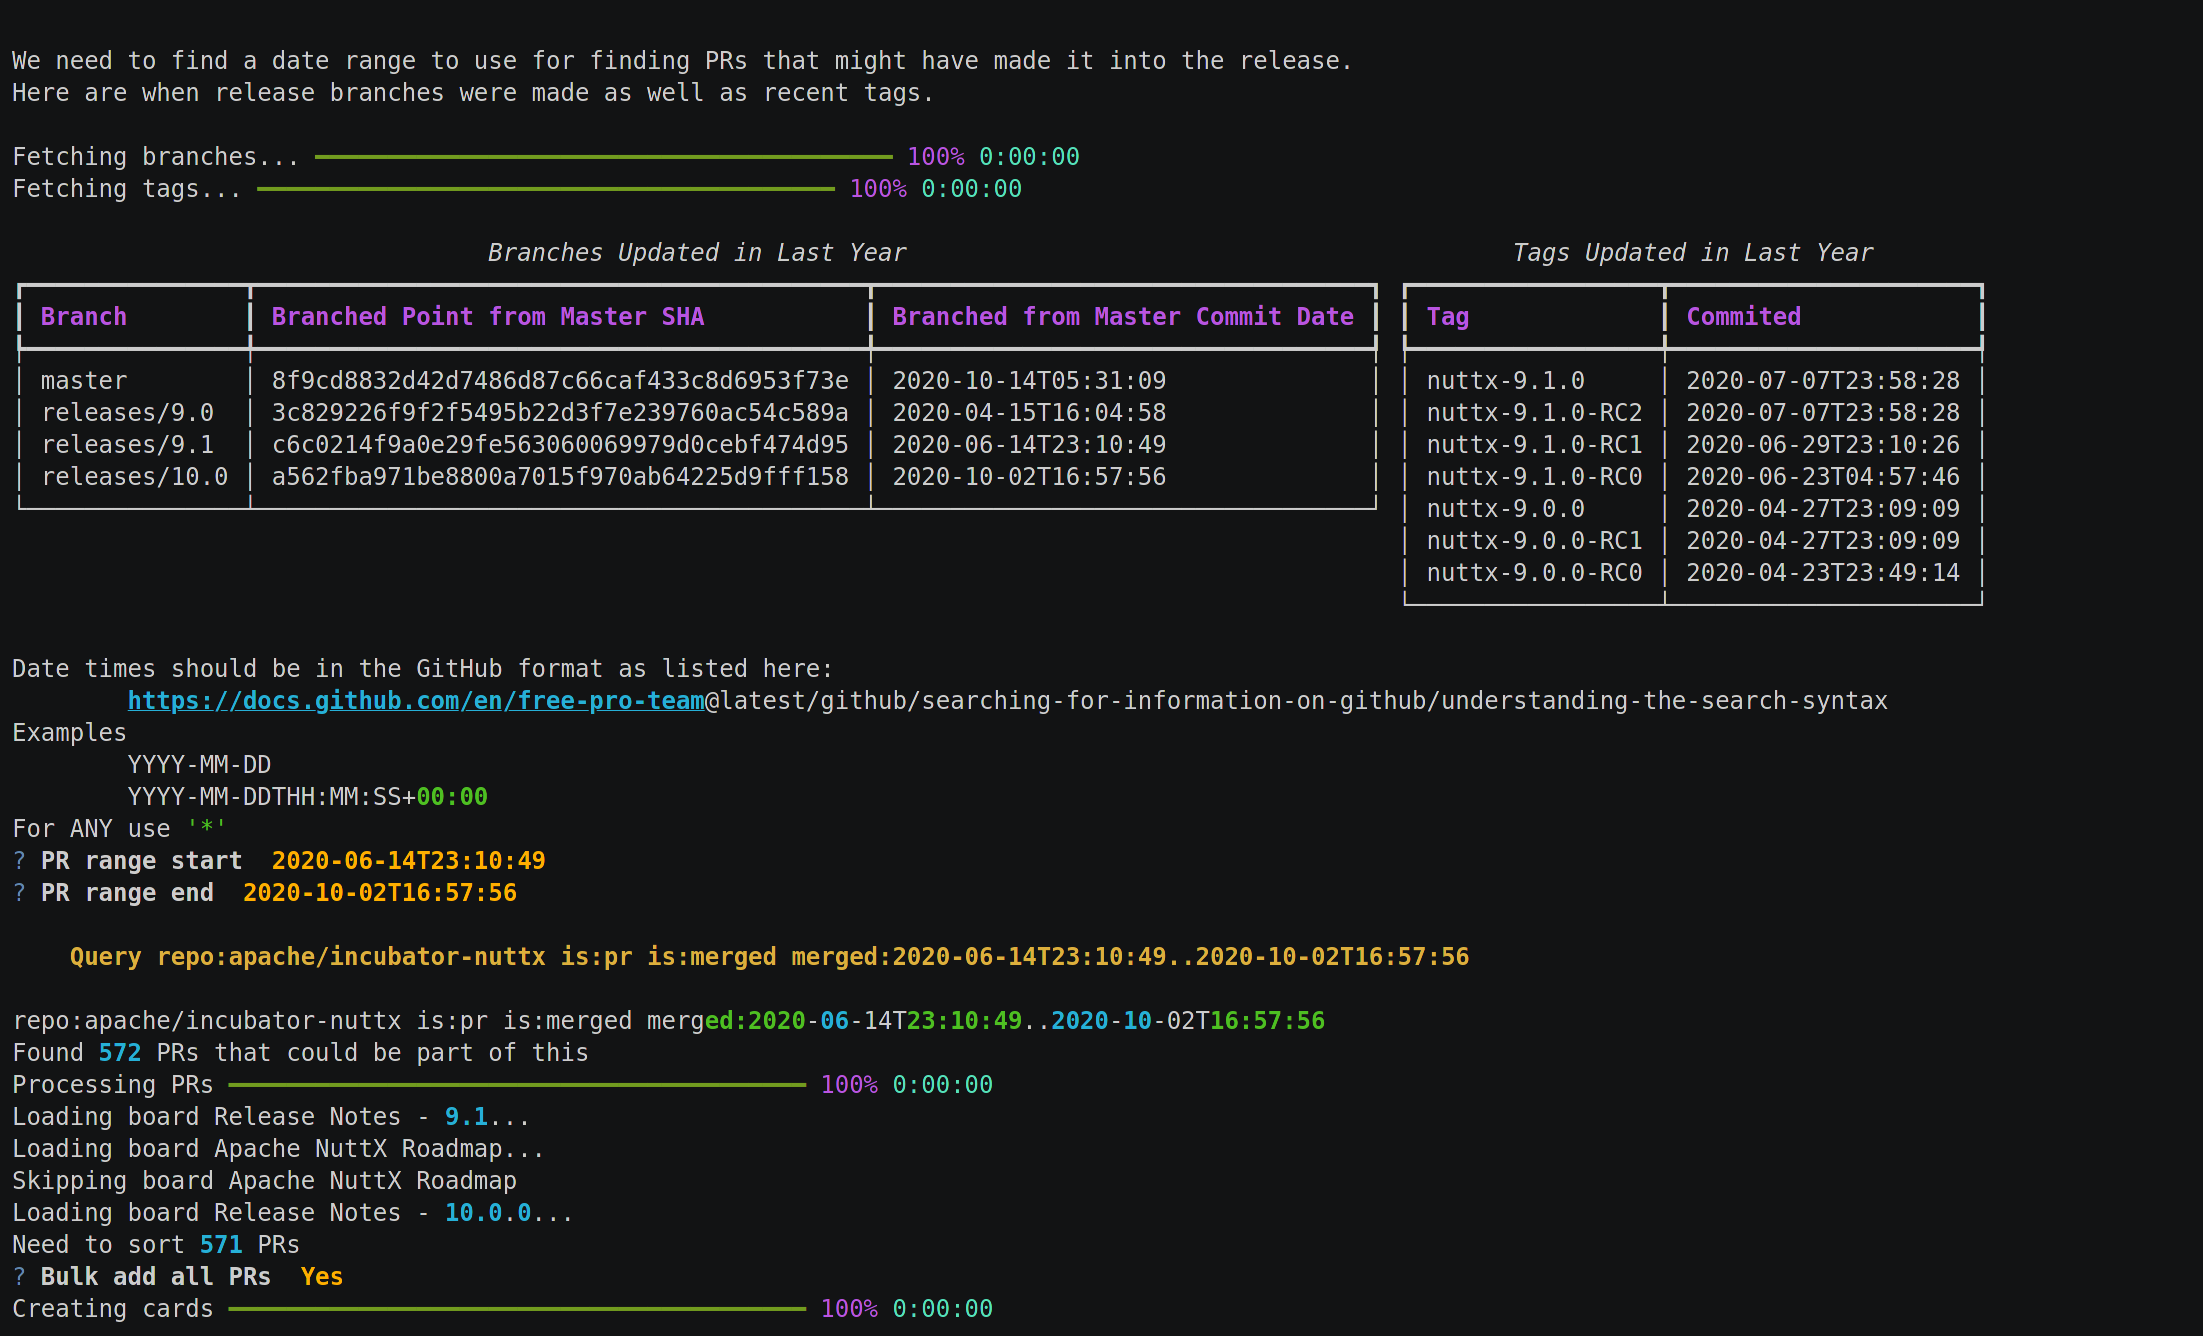 We need to find a date range to use for finding PRs that might have made it into the release.
Here are when release branches were made as well as recent tags.
Fetching branches... 100% 0:00:00
Fetching tags... 100% 0:00:00
Branches Updated in Last Year Tags Updated in Last Year
Branch Branched Point from Master SHA Branched from Master Commit Date Tag Commited
master 8f9cd8832d42d7486d87c66caf433c8d6953f73e 2020-10-14T05:31:09 nuttx-9.1.0 2020-07-07T23:58:28
releases/9.0 3c829226f9f2f5495b22d3f7e239760ac54c589a 2020-04-15T16:04:58 nuttx-9.1.0-RC2 2020-07-07T23:58:28
releases/9.1 c6c0214f9a0e29fe563060069979d0cebf474d95 2020-06-14T23:10:49 nuttx-9.1.0-RC1 2020-06-29T23:10:26
releases/10.0 a562fba971be8800a7015f970ab64225d9fff158 2020-10-02T16:57:56 nuttx-9.1.0-RC0 2020-06-23T04:57:46
nuttx-9.0.0 2020-04-27T23:09:09
nuttx-9.0.0-RC1 2020-04-27T23:09:09
nuttx-9.0.0-RC0 2020-04-23T23:49:14
Date times should be in the GitHub format as listed here:
https://docs.github.com/en/free-pro-team@latest/github/searching-for-information-on-github/understanding-the-search-syntax
Examples
YYYY-MM-DD
YYYY-MM-DDTHH:MM:SS+00:00
For ANY use '*'
? PR range start 2020-06-14T23:10:49
? PR range end 2020-10-02T16:57:56
Query repo:apache/incubator-nuttx is:pr is:merged merged:2020-06-14T23:10:49..2020-10-02T16:57:56
repo:apache/incubator-nuttx is:pr is:merged merged:2020-06-14T23:10:49..2020-10-02T16:57:56
Found 572 PRs that could be part of this
Processing PRs 100% 0:00:00
Loading board Release Notes - 9.1...
Loading board Apache NuttX Roadmap...
Skipping board Apache NuttX Roadmap
Loading board Release Notes - 10.0.0...
Need to sort 571 PRs
? Bulk add all PRs Yes
Creating cards 100% 0:00:00